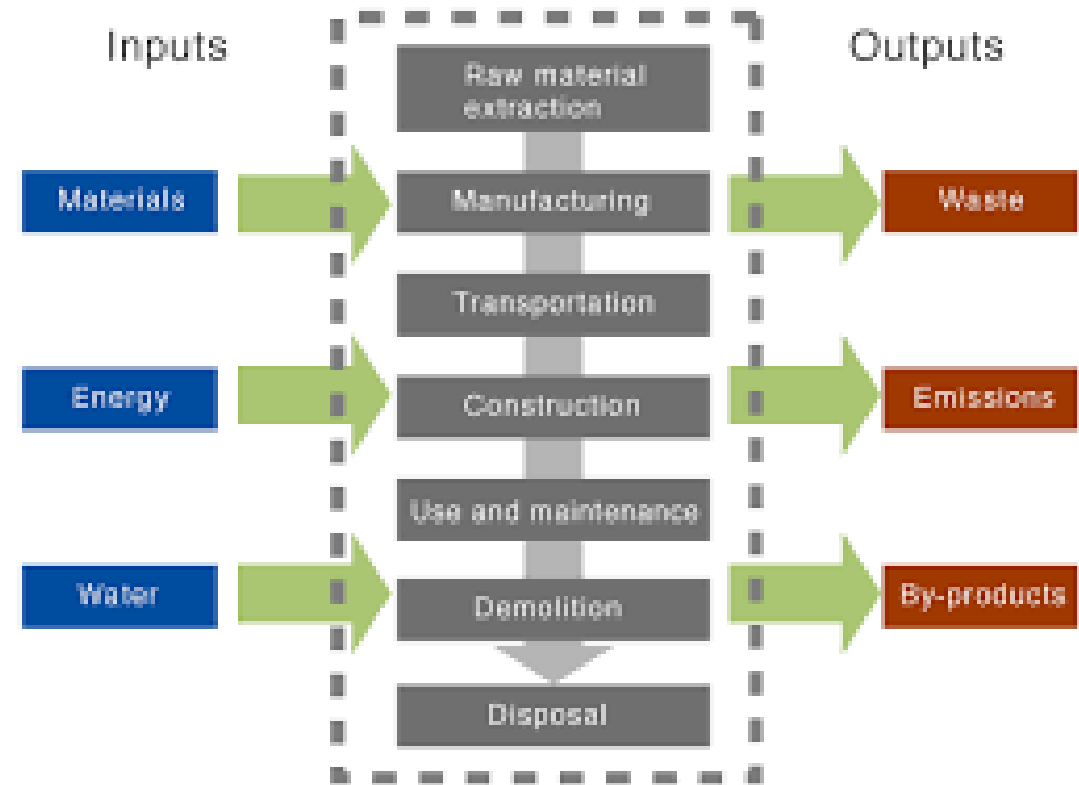 Inputs
Outputs
Raw material
extraction
Materials
Manufacturing
Waste
Transportation
Energy
Construction
Emissions
Use and maintenance
Water
Demolition
By-products
Disposal